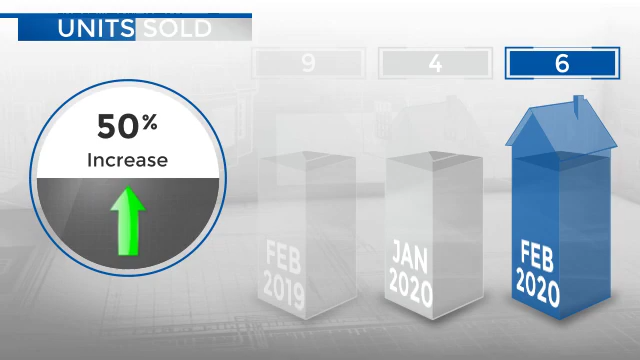 UNITS SOLD
50%
Increase
9
4
6
FEB
2019
JAN
2020
FEB
2020